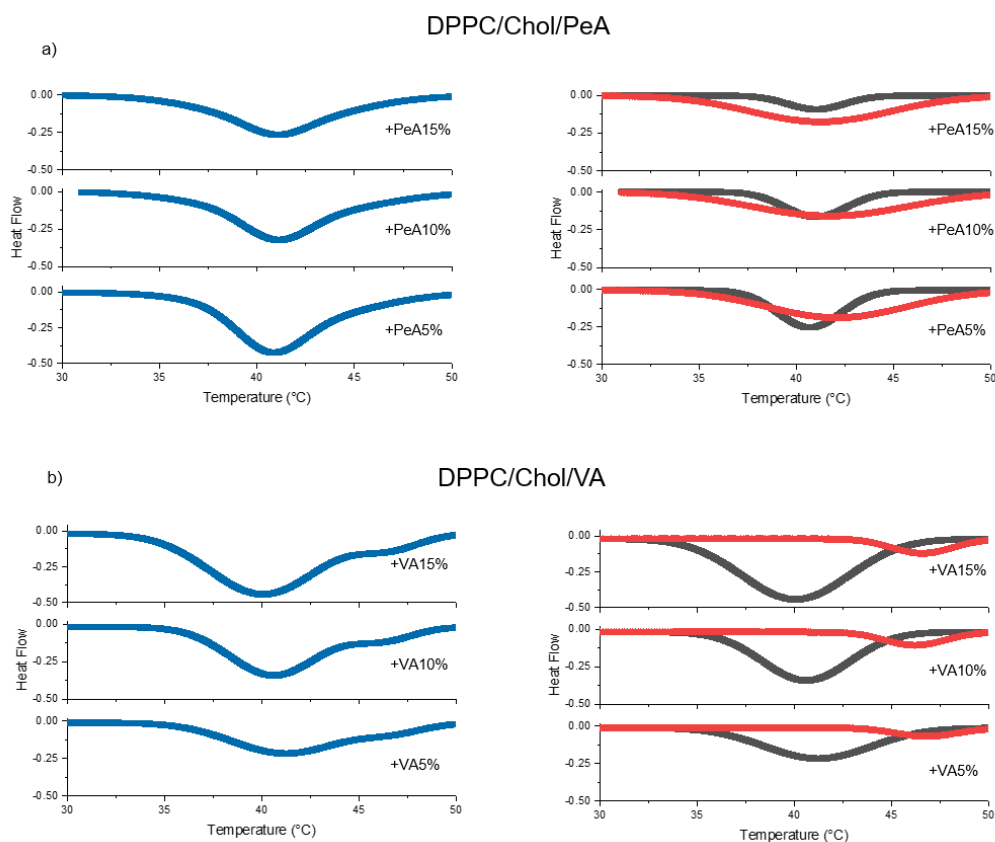 DPPC/Chol/PeA
a)
0.00
-0.25
-0.50
+PeA15%
0.00
-0.25
-0.50
+PeA10%
0.00
-0.25
-0.50
+PeA5%
Heat Flow
30 35 40 45 50
Temperature (°C)
0.00
-0.25
-0.50
+PeA15%
0.00
-0.25
-0.50
+PeA10%
0.00
-0.25
-0.50
+PeA5%
Heat Flow
30 35 40 45 50
Temperature (°C)
b)
DPPC/Chol/VA
0.00
-0.25
-0.50
+VA15%
0.00
-0.25
-0.50
+VA10%
0.00
-0.25
-0.50
+VA5%
Heat Flow
30 35 40 45 50
Temperature (°C)
0.00
-0.25
-0.50
+VA15%
0.00
-0.25
-0.50
+VA10%
0.00
-0.25
-0.50
+VA5%
Heat Flow
30 35 40 45 50
Temperature (°C)